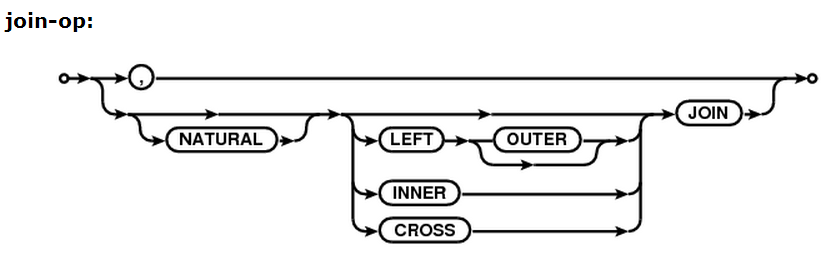 join-op:
,
NATURAL
LEFT
OUTER
JOIN
INNER
CROSS